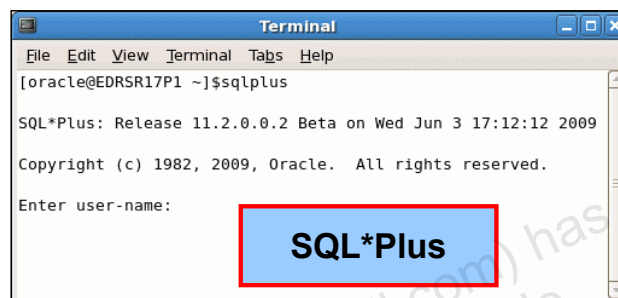 Terminal
File Edit View Terminal Tabs Help
[oracle@EDRSR17P1 ~]$sqlplus
SQL*Plus: Release 11.2.0.0.2 Beta on Wed Jun 3 17:12:12 2009
Copyright (c) 1982, 2009, Oracle. All rights reserved.
Enter user-name:
SQL*Plus
has